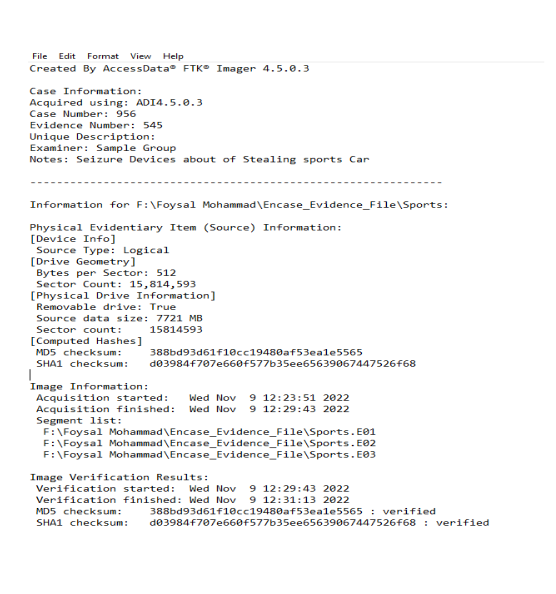 File Edit Format View Help
Created By AccessData® FTK® Imager 4.5.0.3
Case Information:
Acquired using: ADI4.5.0.3
Case Number: 956
Evidence Number: 545
Unique Description:
Examiner: Sample Group
Notes: Seizure Devices about of Stealing sports Car
--------------------------------------------------------------
Information for F:\Foysal Mohammad\Encase_Evidence_File\Sports:
Physical Evidentiary Item (Source) Information:
[Device Info]
Source Type: Logical
[Drive Geometry]
Bytes per Sector: 512
Sector Count: 15,814,593
[Physical Drive Information]
Removable drive: True
Source data size: 7721 MB
Sector count: 15814593
[Computed Hashes]
MD5 checksum: 388bd93d61f10cc19480af53ea1e5565
SHA1 checksum: d03984f707e660f577b35ee65639067447526f68
Image Information:
Acquisition started: Wed Nov 9 12:23:51 2022
Acquisition finished: Wed Nov 9 12:29:43 2022
Segment list:
F:\Foysal Mohammad\Encase_Evidence_File\Sports.E01
F:\Foysal Mohammad\Encase_Evidence_File\Sports.E02
F:\Foysal Mohammad\Encase_Evidence_File\Sports.E03
Image Verification Results:
Verification started: Wed Nov 9 12:29:43 2022
Verification finished: Wed Nov 9 12:31:13 2022
MD5 checksum: 388bd93d61f10cc19480af53ea1e5565 : verified
SHA1 checksum: d03984f707e660f577b35ee65639067447526f68 : verified